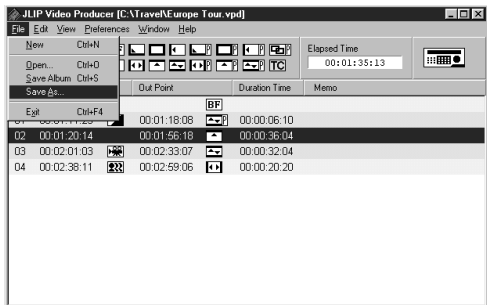 JLIP Video Producer [C:\Travel\Europe Tour.vpd]
File Edit View Preferences Window Help
New Ctrl+N
Open... Ctrl+O
Save Album Ctrl+S
Save As...
Exit Ctrl+F4
P P P P
P P P TC
Elapsed Time
00:01:35:13
Out Point Duration Time Memo
BF
00:01:18:08 P 00:00:06:10
02 00:01:20:14 00:01:56:18 00:00:36:04
03 00:02:01:03 00:02:33:07 00:00:32:04
04 00:02:38:11 00:02:59:06 00:00:20:20